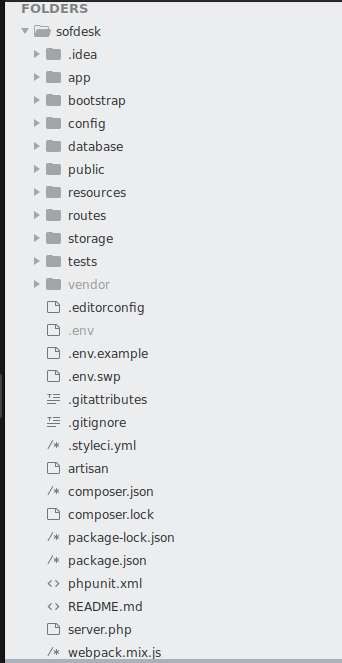 FOLDERS
sofdesk
.idea
app
bootstrap
config
database
public
resources
routes
storage
tests
vendor
.editorconfig
.env
.env.example
.env.swp
.gitattributes
.gitignore
/* .styleci.yml
artisan
/* composer.json
composer.lock
/* package-lock.json
/* package.json
<> phpunit.xml
<> README.md
server.php
/* webpack.mix.js